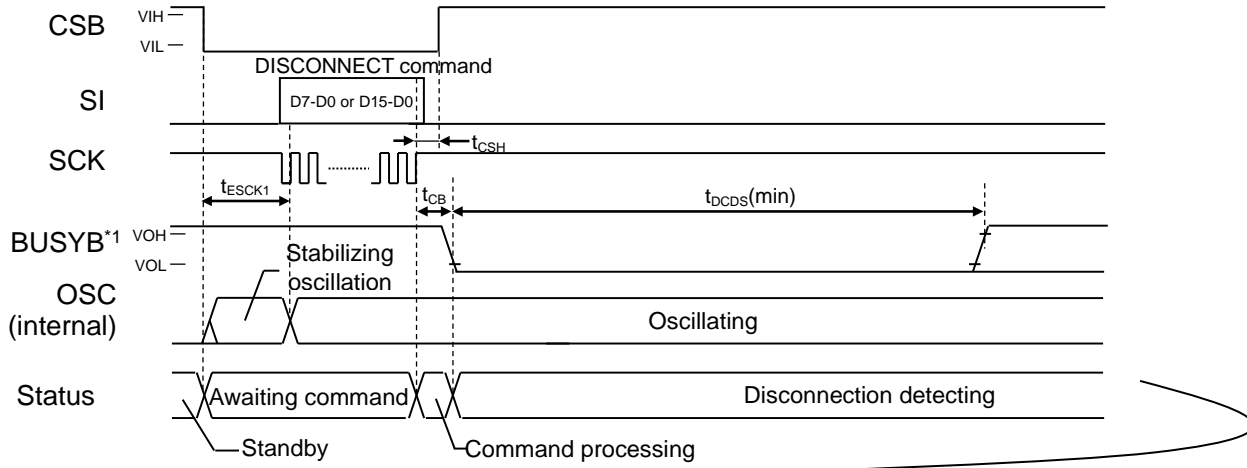 CSB
VIH
VIL
DISCONNECT command
SI
D7-D0 or D15-D0
tCSH
SCK
tESCK1
tCB
tDCDS(min)
BUSYB*1
VOH
VOL
Stabilizing
oscillation
OSC
(internal)
Oscillating
Status
Awaiting command
Disconnection detecting
Standby
Command processing